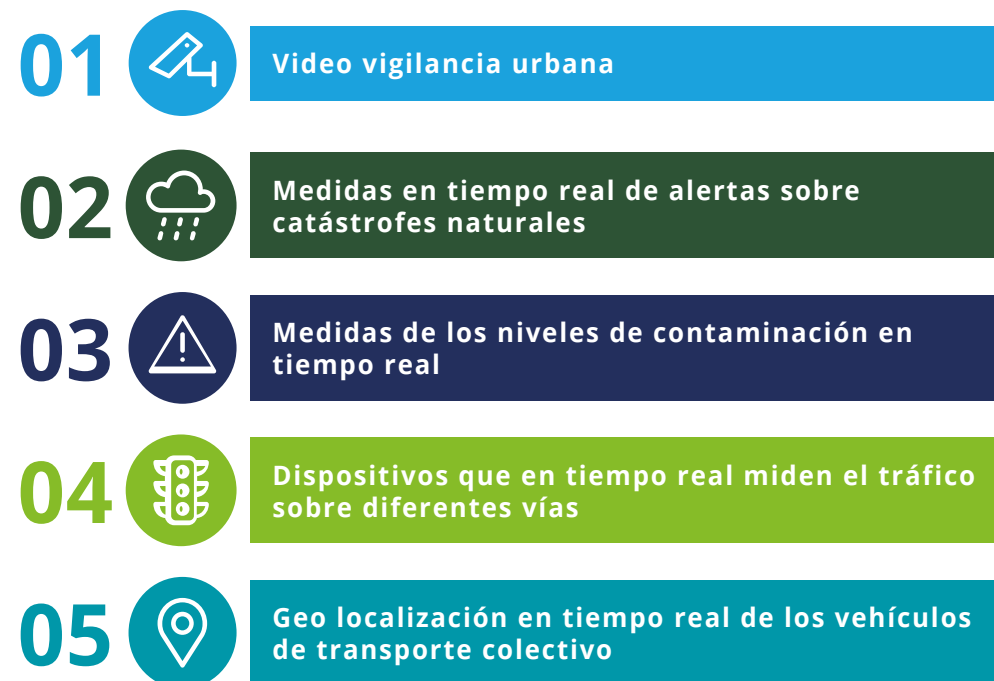 01
Video vigilancia urbana
02
Medidas en tiempo real de alertas sobre
catástrofes naturales
03
Medidas de los niveles de contaminación en
tiempo real
04
Dispositivos que en tiempo real miden el tráfico
sobre diferentes vías
05
Geo localización en tiempo real de los vehículos
de transporte colectivo